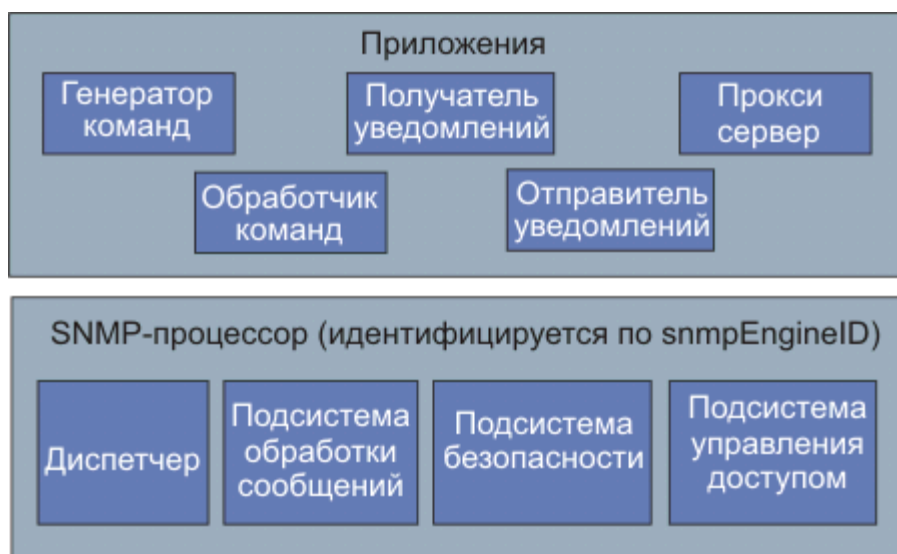 Приложения
Генератор
команд
Получатель
уведомлений
Прокси
сервер
Обработчик
команд
Отправитель
уведомлений
SNMP-процессор (идентифицируется по snmpEngineID)
Диспетчер
Подсистема
обработки
сообщений
Подсистема
безопасности
Подсистема
управления
доступом